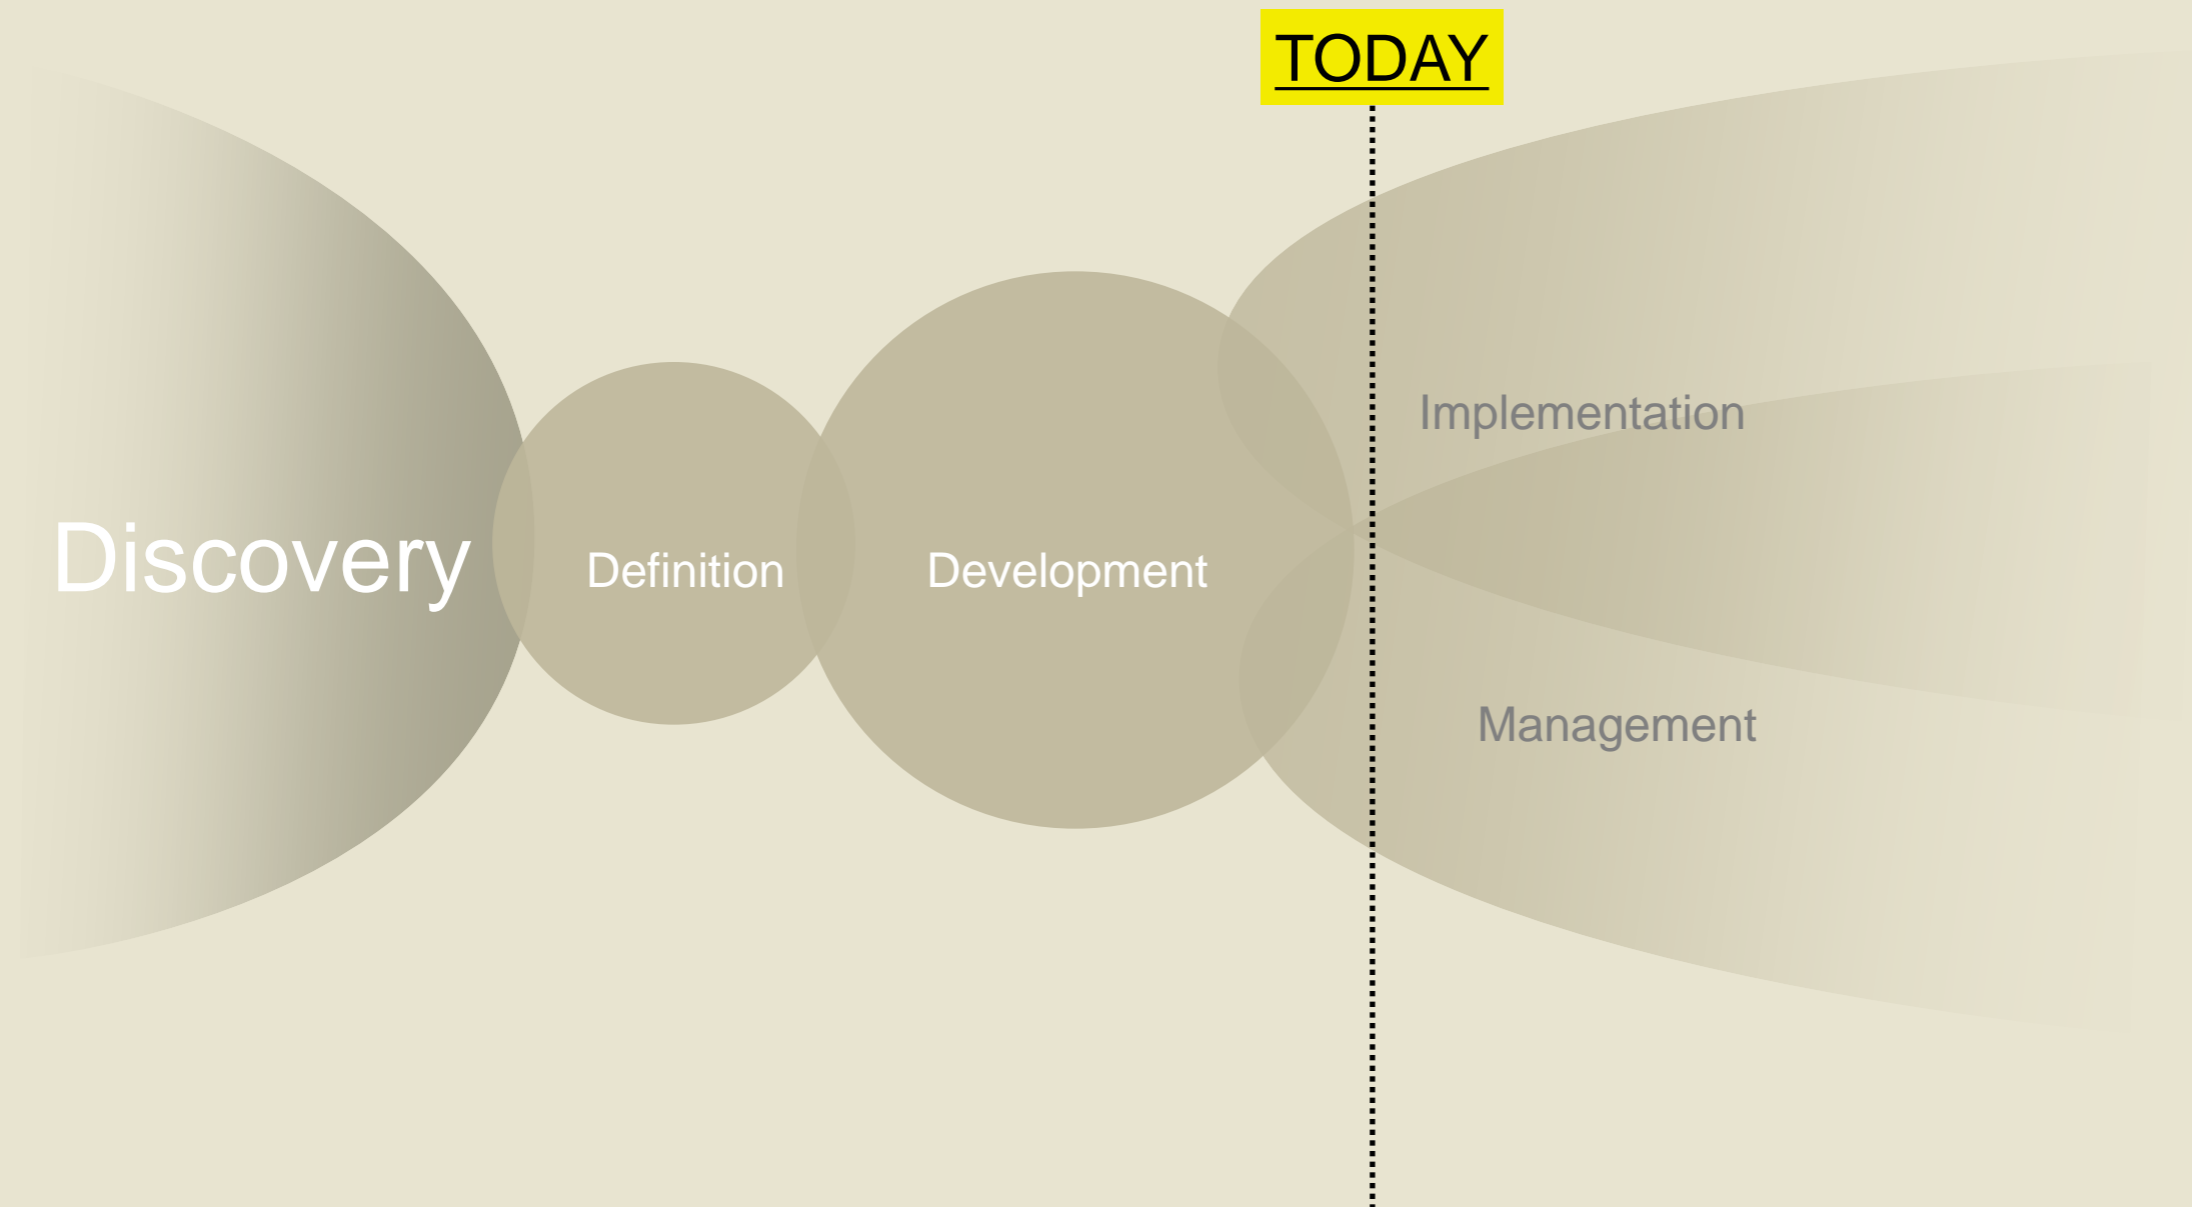 TODAY
Discovery
Definition
Development
Implementation
Management